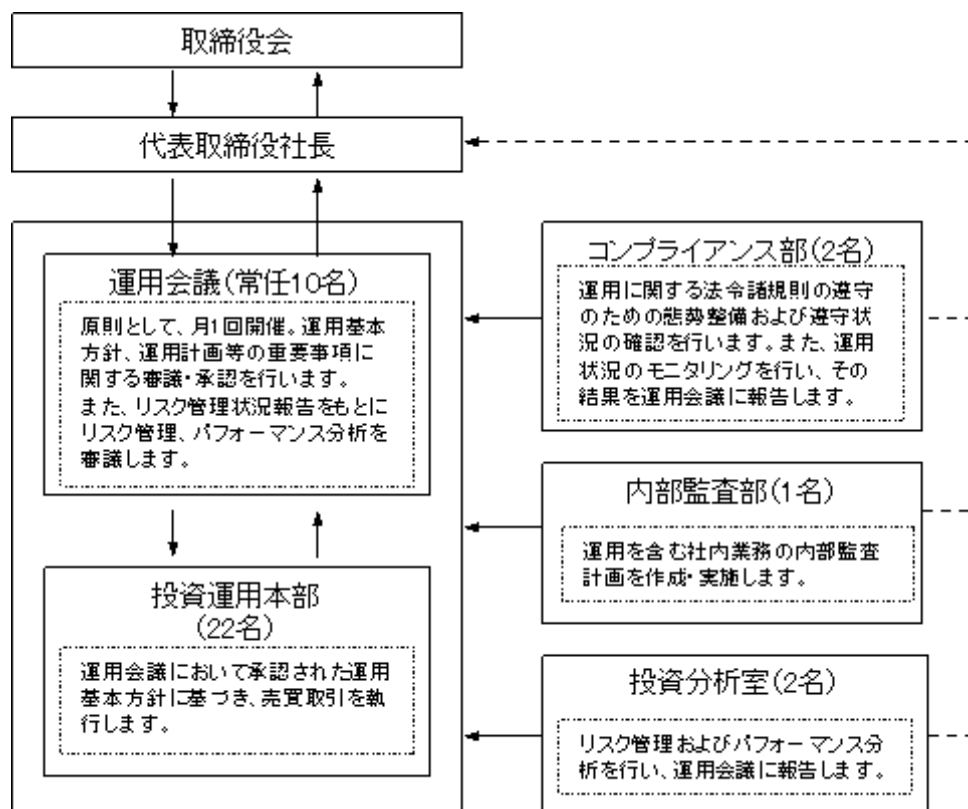 取締役会
代表取締役社長
運用会議(常任10名)
原則として、月1回開催。運用基本
方針、運用計画等の重要事項に
関する審議・承認を行います。
また、リスク管理状況報告をもとに
リスク管理、パフォーマンス分析を
審議します。
投資運用本部
(22名)
運用会議において承認された運用
基本方針に基づき、売買取引を執
行します。
コンプライアンス部(2名)
運用に関する法令諸規則の遵守
のための態勢整備および遵守状
況の確認を行います。また、運用
状況のモニタリングを行い、その
結果を運用会議に報告します。
内部監査部(1名)
運用を含む社内業務の内部監査
計画を作成・実施します。
投資分析室(2名)
リスク管理およびパフォーマンス分
析を行い、運用会議に報告します。